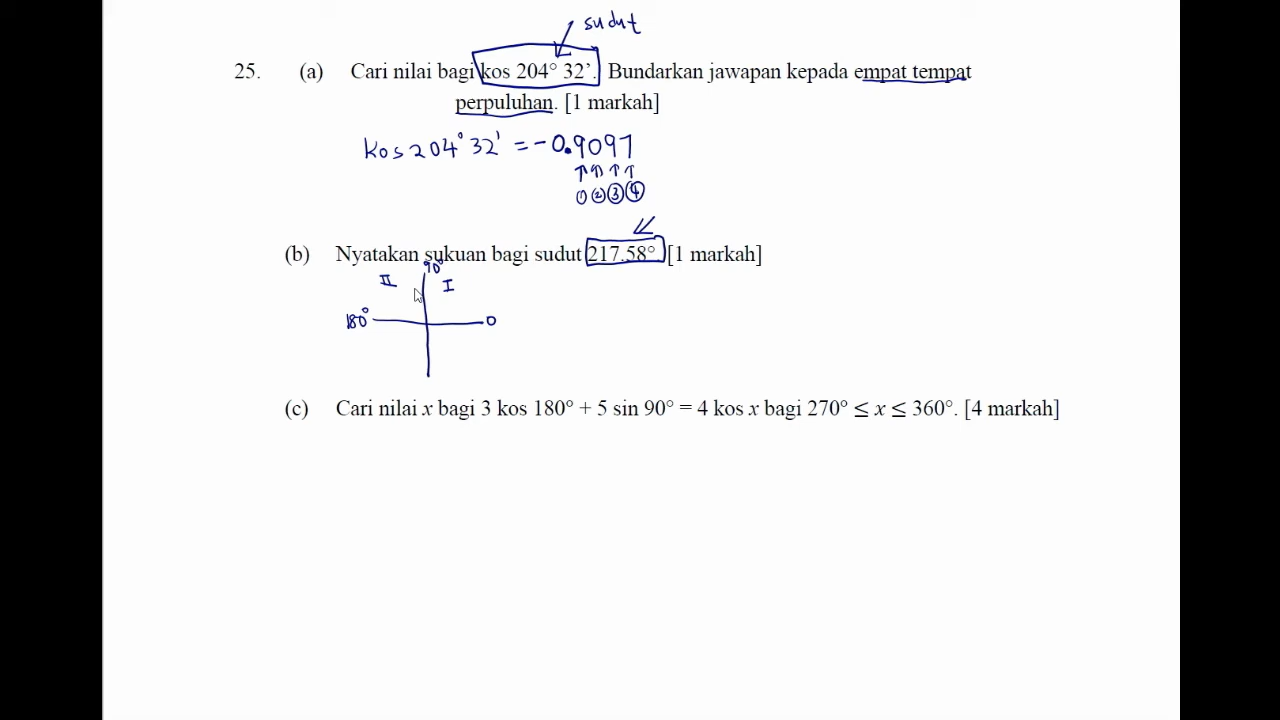 sudut
25. (a) Cari nilai bagi kos 204° 32’. Bundarkan jawapan kepada empat tempat
perpuluhan. [1 markah]
kos 204° 32' = -0.9097
① ② ③ ④
(b) Nyatakan sukuan bagi sudut 217.58° [1 markah]
90°
II I
180° 0
(c) Cari nilai x bagi 3 kos 180° + 5 sin 90° = 4 kos x bagi 270° ≤ x ≤ 360°. [4 markah]